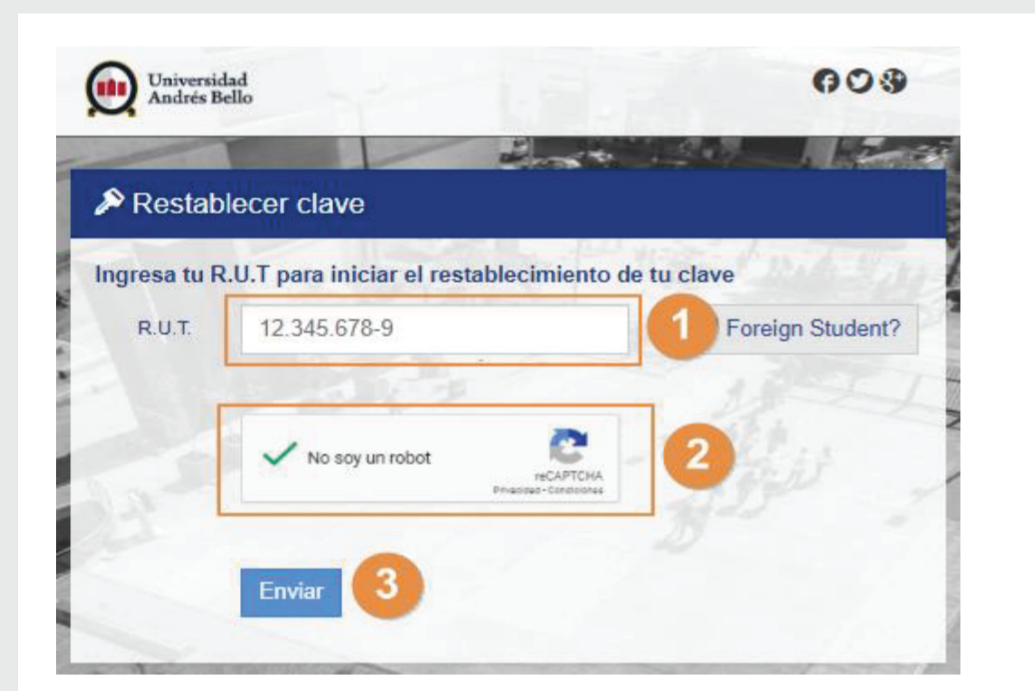 Universidad
Andrés Bello
Restablecer clave
Ingresa tu R.U.T para iniciar el restablecimiento de tu clave
R.U.T.
12.345.678-9
1
Foreign Student?
No soy un robot
reCAPTCHA
Privacidad - Condiciones
2
Enviar
3